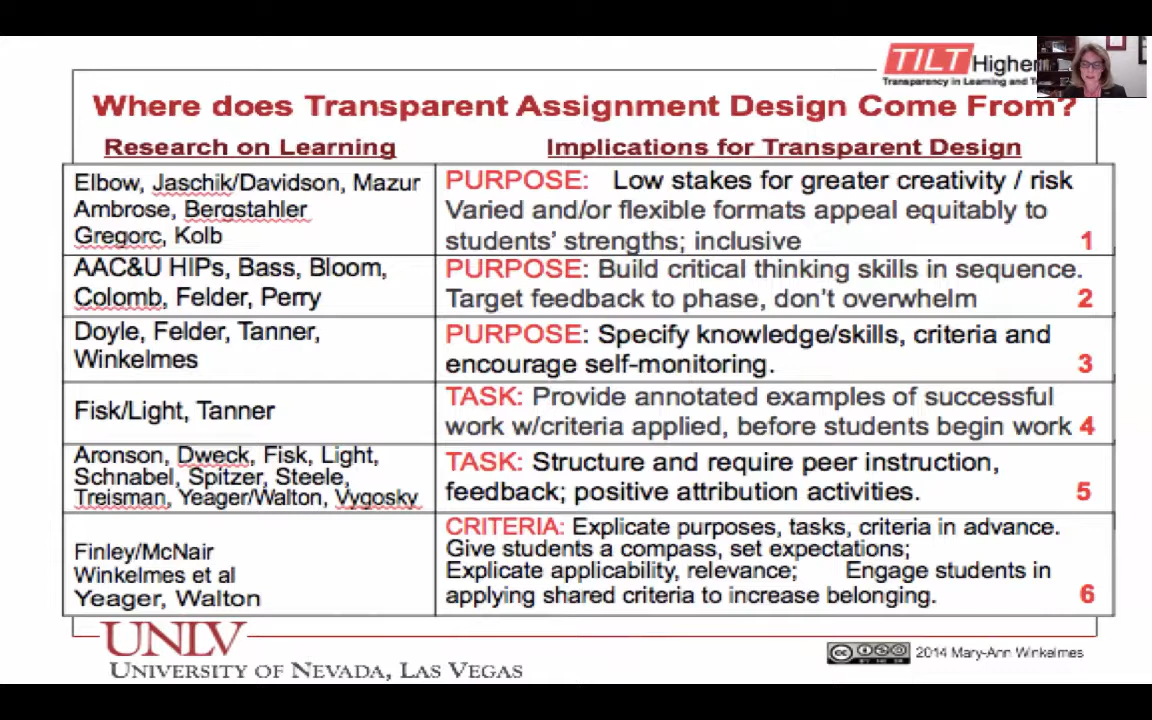 TILT Higher
Transparency in Learning and
Where does Transparent Assignment Design Come From?
Research on Learning
Implications for Transparent Design
Elbow, Jaschik/Davidson, Mazur
Ambrose, Bergstahler
Gregorc, Kolb
PURPOSE: Low stakes for greater creativity / risk
Varied and/or flexible formats appeal equitably to
students' strengths; inclusive 1
AAC&U HIPs, Bass, Bloom,
Colomb, Felder, Perry
PURPOSE: Build critical thinking skills in sequence.
Target feedback to phase, don't overwhelm 2
Doyle, Felder, Tanner,
Winkelmes
PURPOSE: Specify knowledge/skills, criteria and
encourage self-monitoring. 3
Fisk/Light, Tanner
TASK: Provide annotated examples of successful
work w/criteria applied, before students begin work 4
Aronson, Dweck, Fisk, Light,
Schnabel, Spitzer, Steele,
Treisman, Yeager/Walton, Vygosky
TASK: Structure and require peer instruction,
feedback; positive attribution activities. 5
Finley/McNair
Winkelmes et al
Yeager, Walton
CRITERIA: Explicate purposes, tasks, criteria in advance.
Give students a compass, set expectations;
Explicate applicability, relevance; Engage students in
applying shared criteria to increase belonging. 6
UNLV
UNIVERSITY OF NEVADA, LAS VEGAS
2014 Mary-Ann Winkelmes